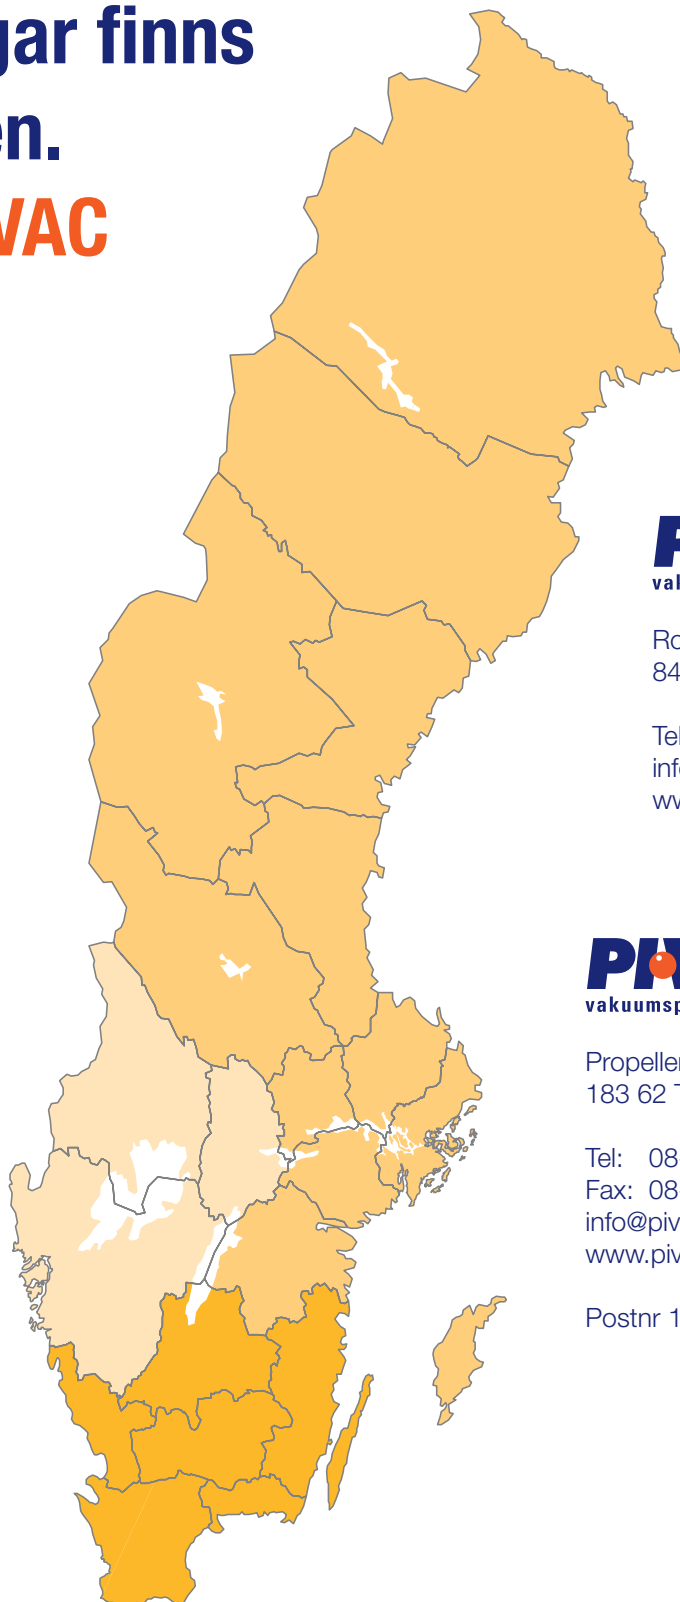 gar finns
en.
VAC
vak
Ro
84
Tel
inf
ww
PIV
vakuumsp
Propeller
183 62 T
Tel: 08
Fax: 08
info@piv
www.piv
Postnr 1